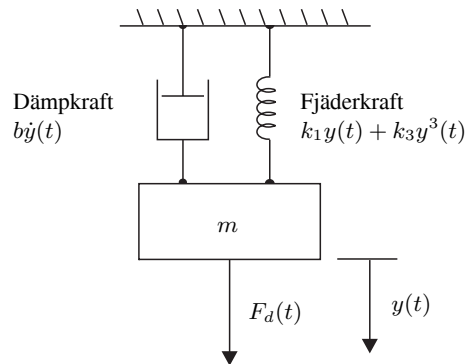 Dämpkraft
bẏ(t)
Fjäderkraft
k₁y(t) + k₃y³(t)
m
F_d(t)
y(t)